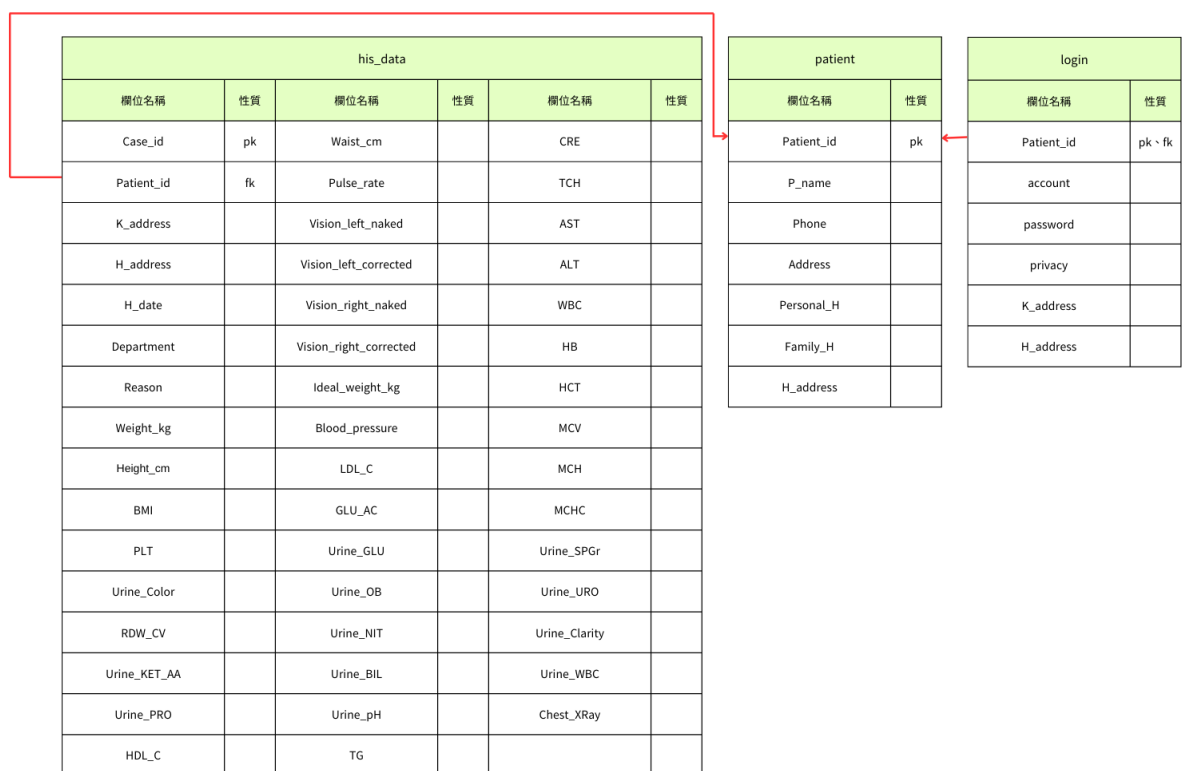 his_data
欄位名稱 性質 欄位名稱 性質 欄位名稱 性質
Case_id pk Waist_cm CRE
Patient_id fk Pulse_rate TCH
K_address Vision_left_naked AST
H_address Vision_left_corrected ALT
H_date Vision_right_naked WBC
Department Vision_right_corrected HB
Reason Ideal_weight_kg HCT
Weight_kg Blood_pressure MCV
Height_cm LDL_C MCH
BMI GLU_AC MCHC
PLT Urine_GLU Urine_SPGr
Urine_Color Urine_OB Urine_URO
RDW_CV Urine_NIT Urine_Clarity
Urine_KET_AA Urine_BIL Urine_WBC
Urine_PRO Urine_pH Chest_XRay
HDL_C TG
patient
欄位名稱 性質
Patient_id pk
P_name
Phone
Address
Personal_H
Family_H
H_address
login
欄位名稱 性質
Patient_id pk、fk
account
password
privacy
K_address
H_address